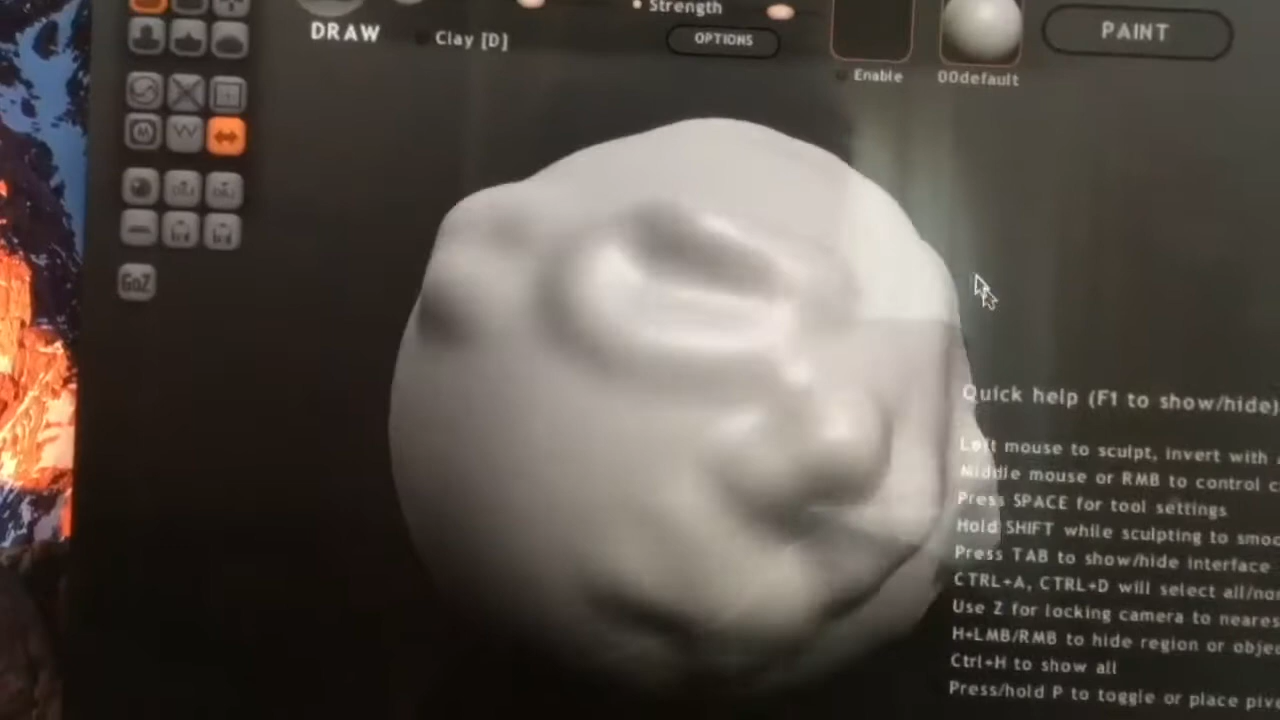 Strength
DRAW
Clay [D]
OPTIONS
Enable
00default
PAINT
GoZ
Quick help (F1 to show/hide)
Left mouse to sculpt, invert with
Middle mouse or RMB to control
Press SPACE for tool settings
Hold SHIFT while sculpting to
Press TAB to show/hide interface
CTRL+A, CTRL+D will select
Use Z for locking camera to
H+LMB/RMB to hide region or
Ctrl+H to show all
Press/hold P to toggle or place